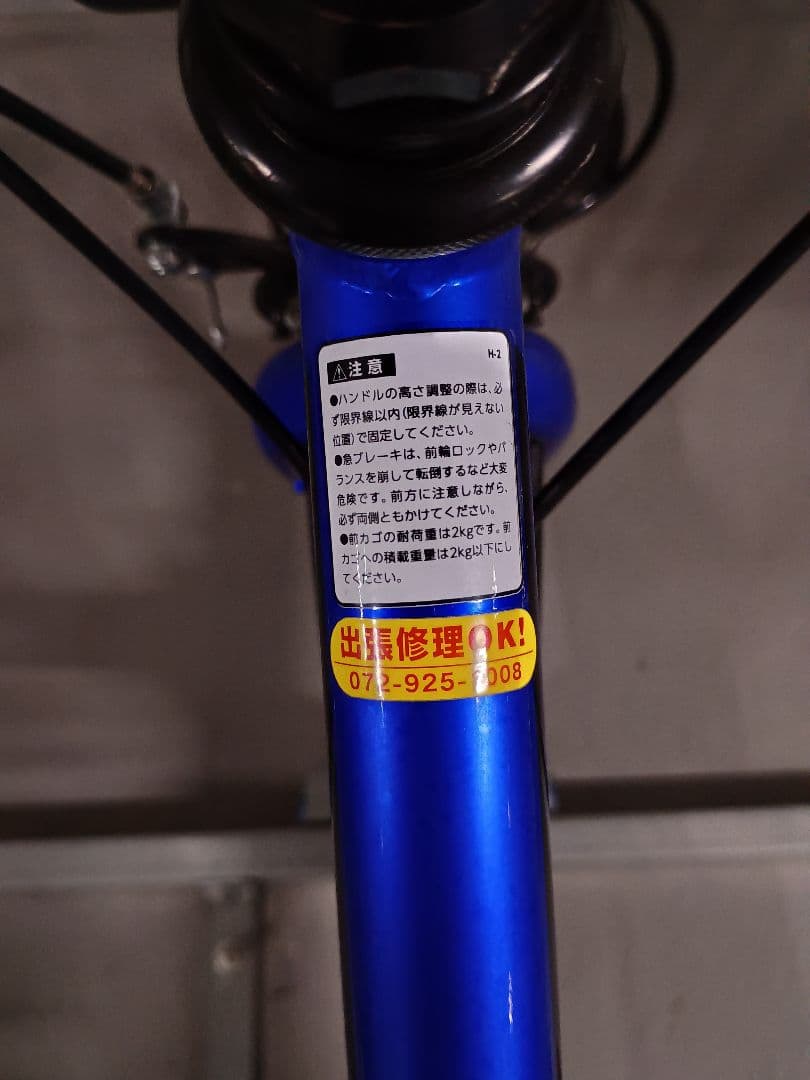 H-2
⚠注意
●ハンドルの高さ調整の際は、必
ず限界線以内(限界線が見えない
位置)で固定してください。
●急ブレーキは、前輪ロックやバ
ランスを崩して転倒するなど大変
危険です。前方に注意しながら、
必ず両側ともかけてください。
●前カゴの耐荷重は2kgです。前
カゴへの積載重量は2kg以下にし
てください。
出張修理OK!
072-925-